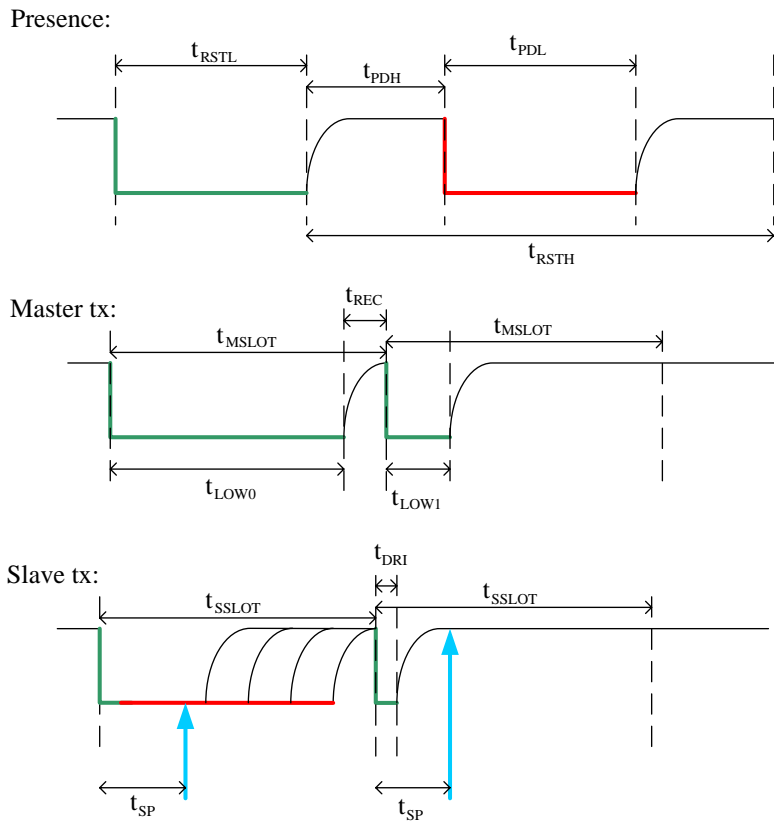 Presence:
tRSTL
tPDH
tPDL
tRSTH
Master tx:
tREC
tMSLOT
tMSLOT
tLOW0
tLOW1
Slave tx:
tDRI
tSSLOT
tSSLOT
tSP
tSP